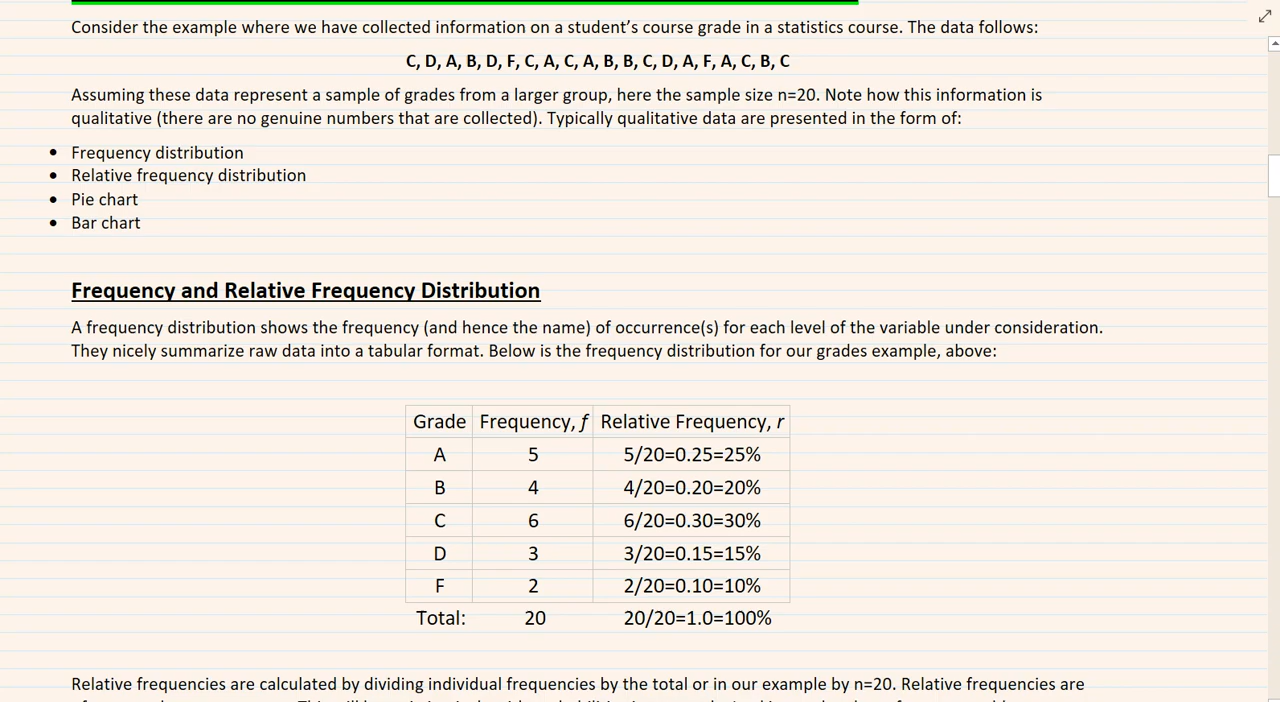 Consider the example where we have collected information on a student’s course grade in a statistics course. The data follows:
C, D, A, B, D, F, C, A, C, A, B, B, C, D, A, F, A, C, B, C
Assuming these data represent a sample of grades from a larger group, here the sample size n=20. Note how this information is
qualitative (there are no genuine numbers that are collected). Typically qualitative data are presented in the form of:
• Frequency distribution
• Relative frequency distribution
• Pie chart
• Bar chart
Frequency and Relative Frequency Distribution
A frequency distribution shows the frequency (and hence the name) of occurrence(s) for each level of the variable under consideration.
They nicely summarize raw data into a tabular format. Below is the frequency distribution for our grades example, above:
Grade Frequency, f Relative Frequency, r
A 5 5/20=0.25=25%
B 4 4/20=0.20=20%
C 6 6/20=0.30=30%
D 3 3/20=0.15=15%
F 2 2/20=0.10=10%
Total: 20 20/20=1.0=100%
Relative frequencies are calculated by dividing individual frequencies by the total or in our example by n=20. Relative frequencies are